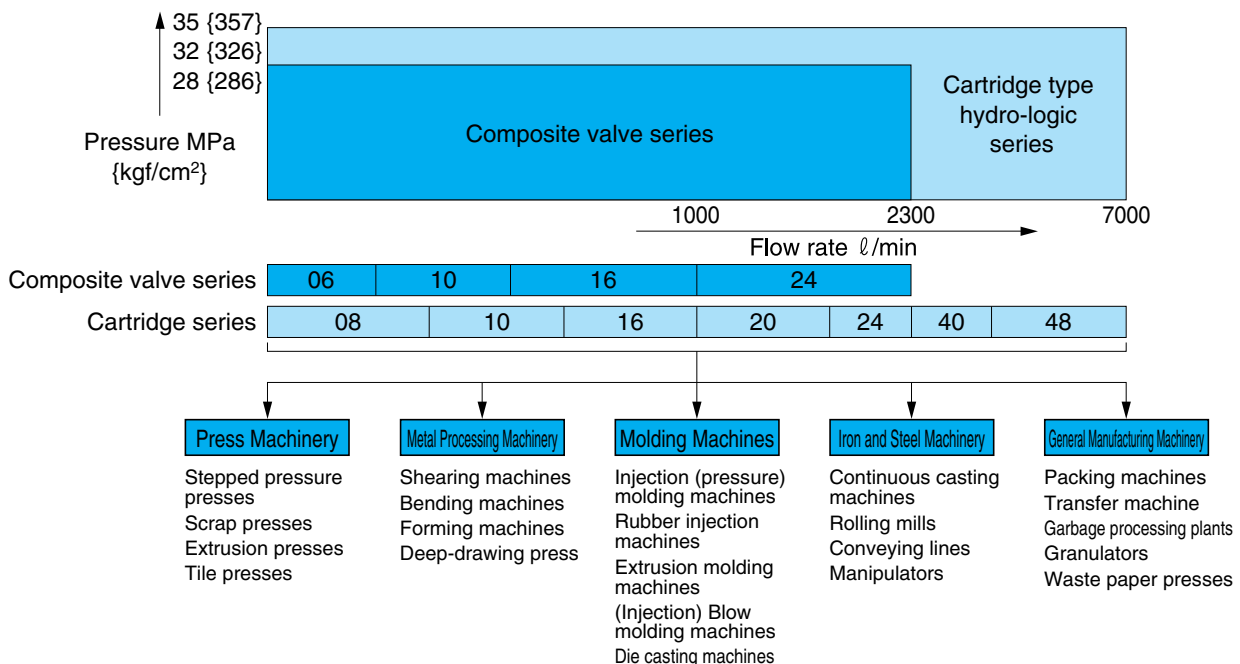 35 {357}
32 {326}
28 {286}
Pressure MPa
{kgf/cm²}
Composite valve series
Cartridge type
hydro-logic
series
1000 2300 7000
Flow rate ℓ/min
Composite valve series 06 10 16 24
Cartridge series 08 10 16 20 24 40 48
Press Machinery
Stepped pressure
presses
Scrap presses
Extrusion presses
Tile presses
Metal Processing Machinery
Shearing machines
Bending machines
Forming machines
Deep-drawing press
Molding Machines
Injection (pressure)
molding machines
Rubber injection
machines
Extrusion molding
machines
(Injection) Blow
molding machines
Die casting machines
Iron and Steel Machinery
Continuous casting
machines
Rolling mills
Conveying lines
Manipulators
General Manufacturing Machinery
Packing machines
Transfer machine
Garbage processing plants
Granulators
Waste paper presses